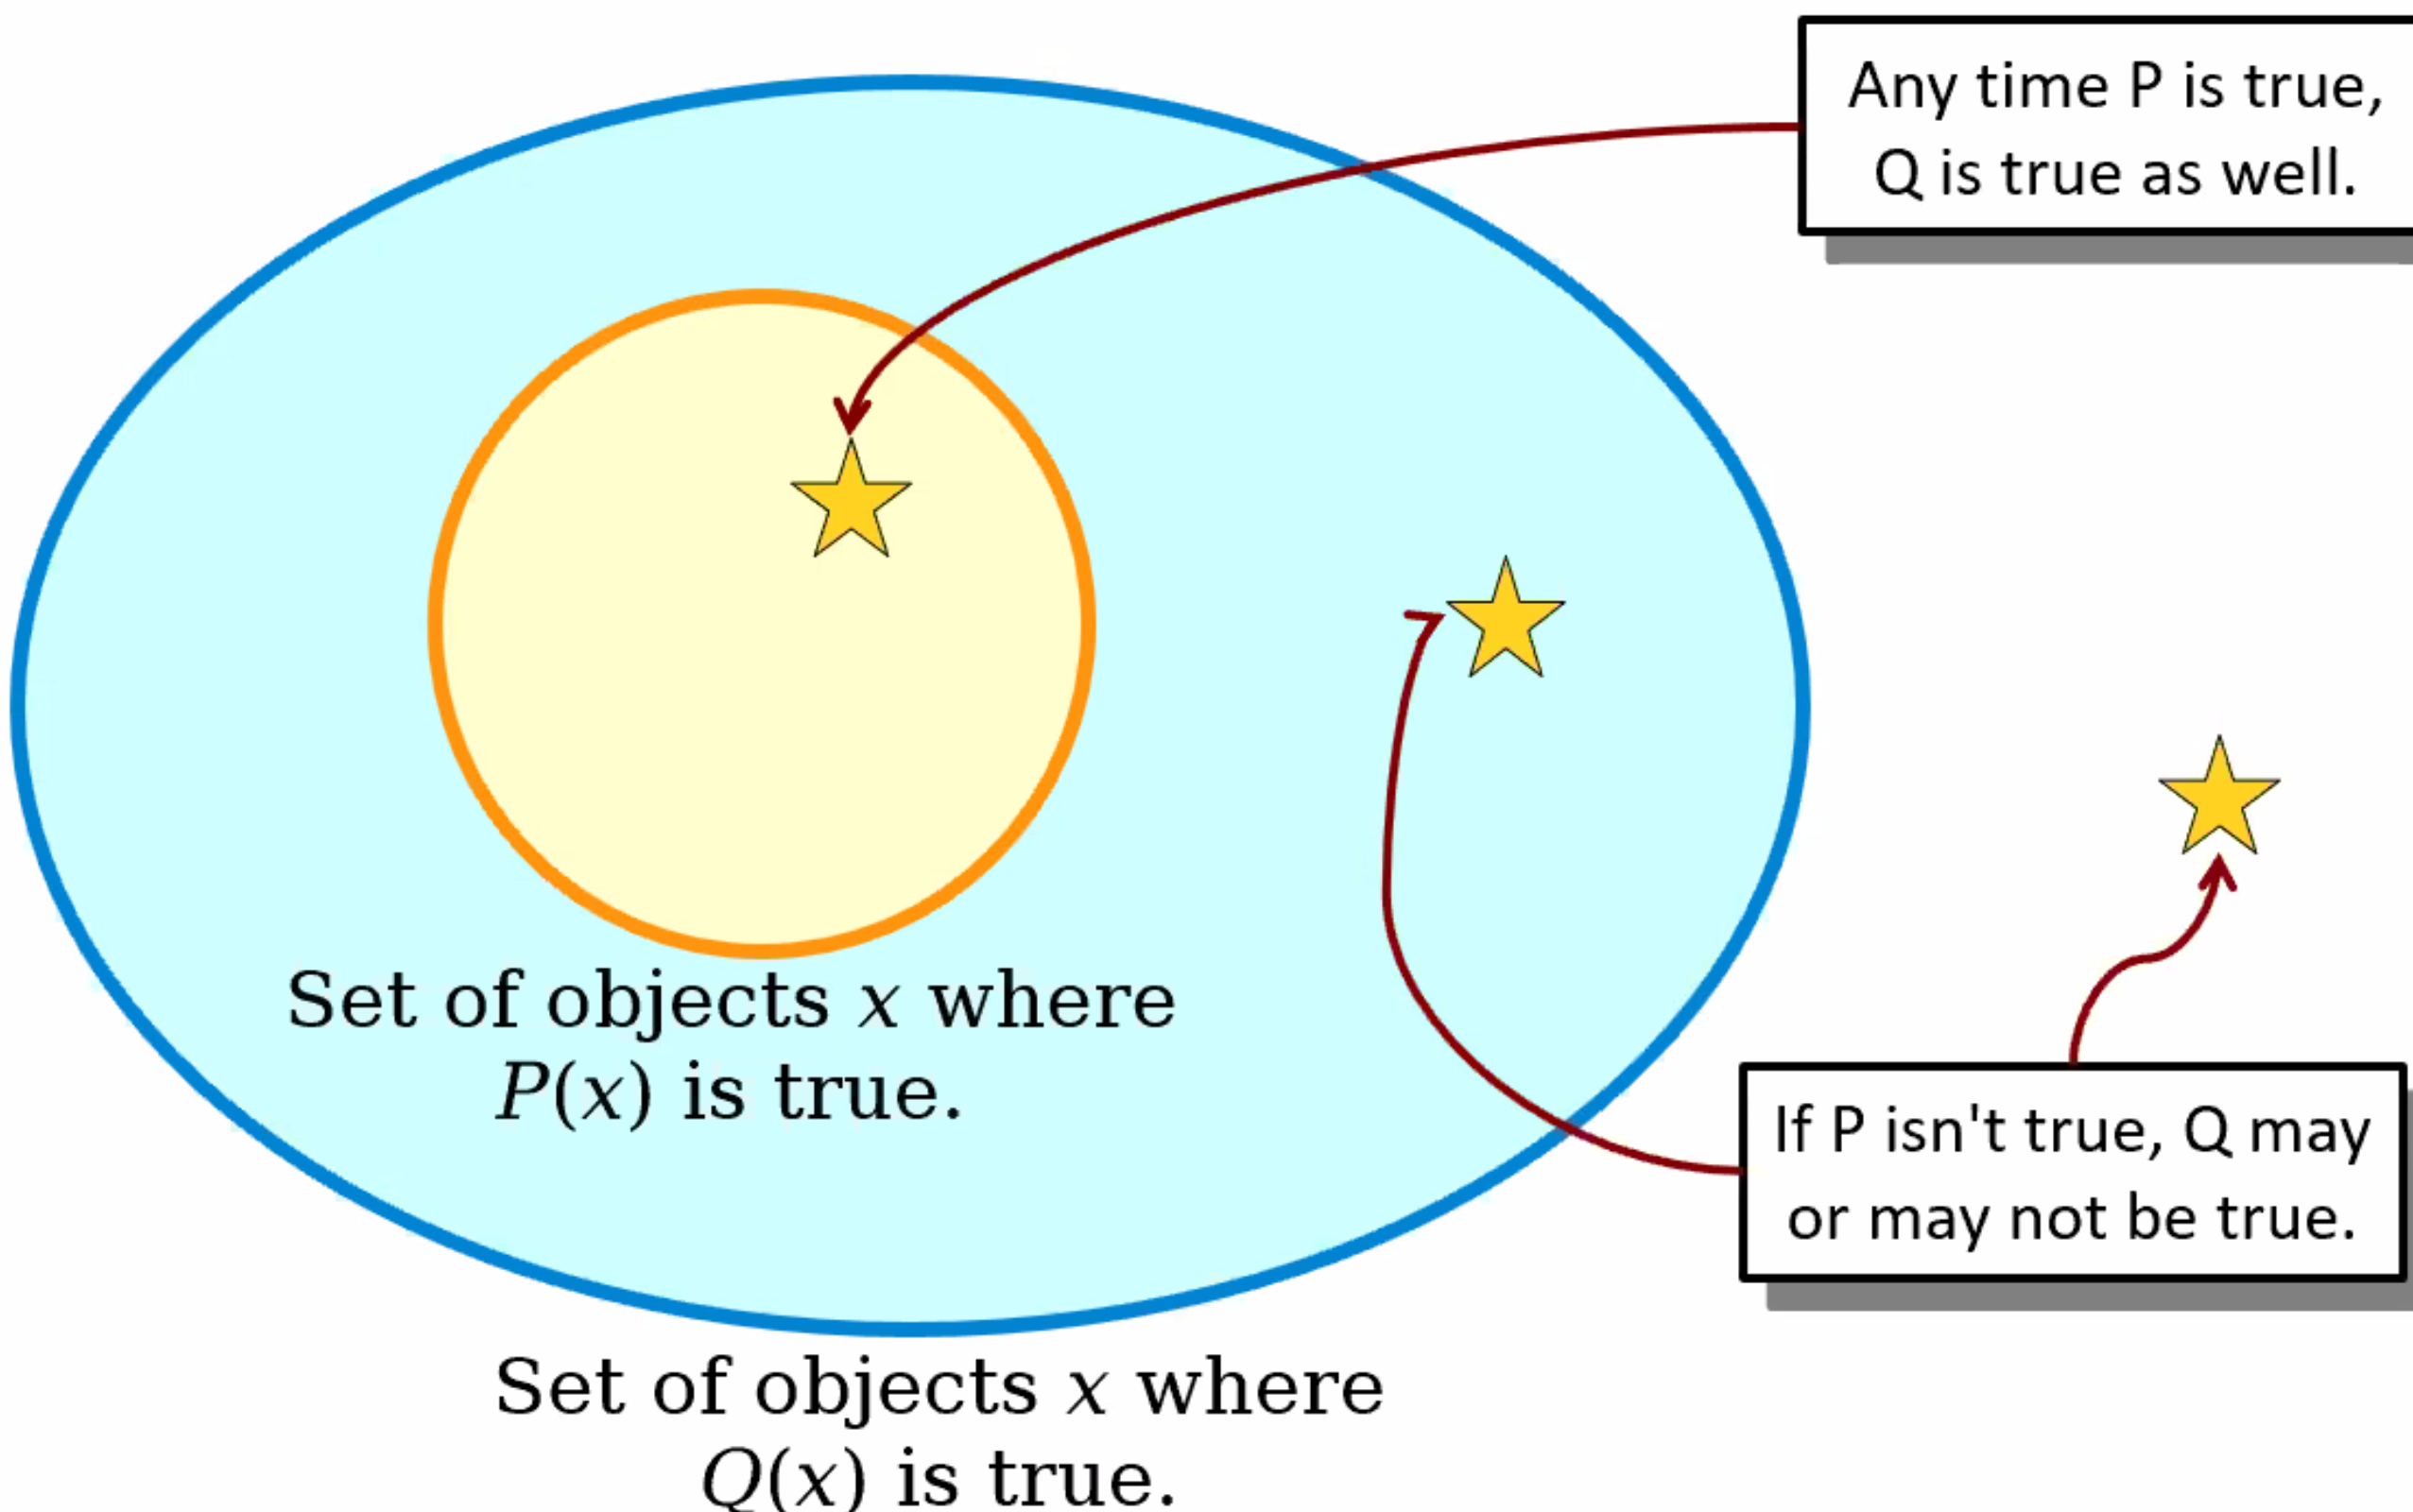 Any time P is true,
Q is true as well.
Set of objects x where
P(x) is true.
If P isn't true, Q may
or may not be true.
Set of objects x where
Q(x) is true.